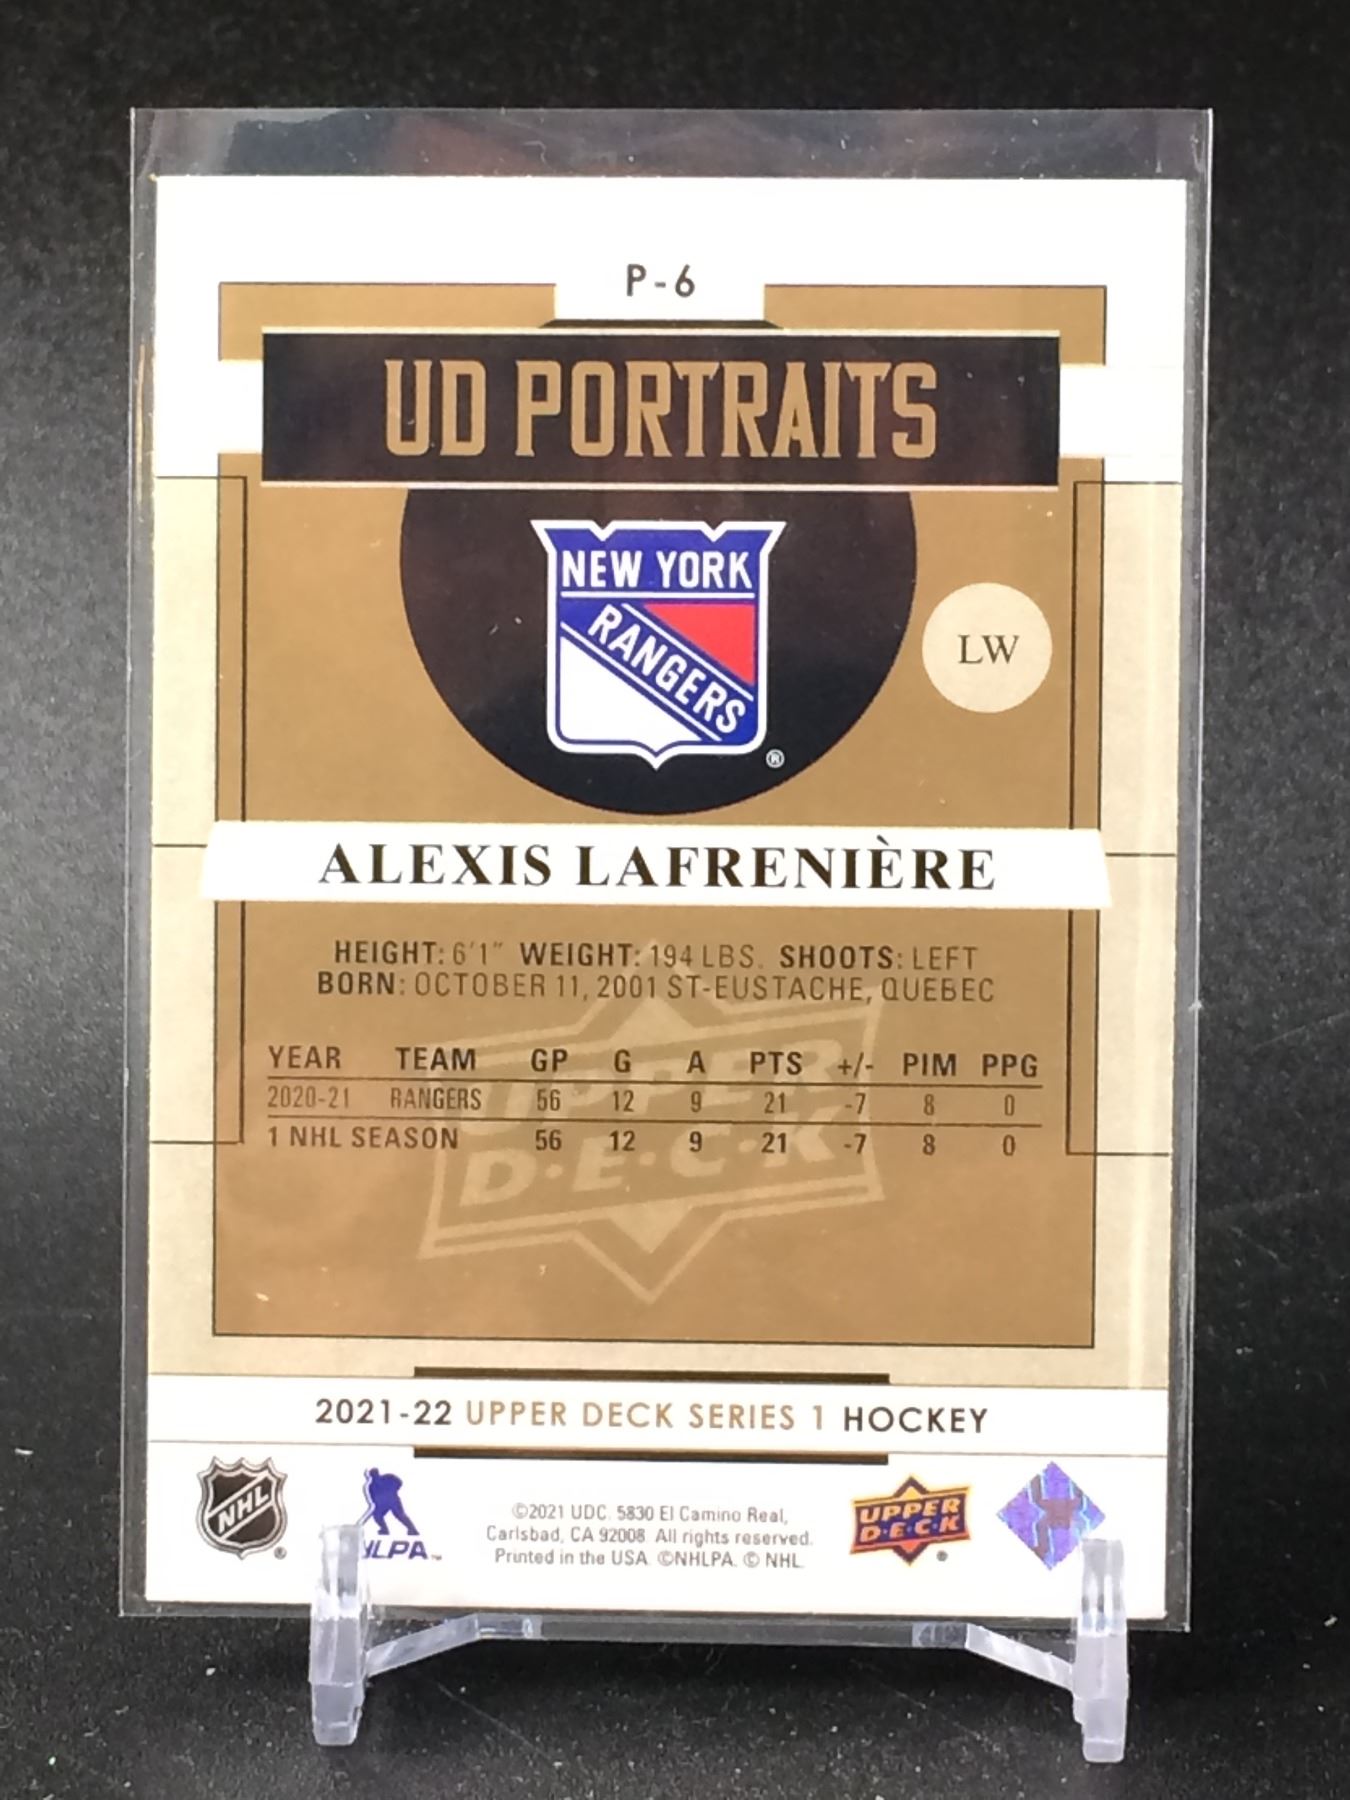 P-6
UD PORTRAITS
NEW YORK
RANGERS
®
LW
ALEXIS LAFRENIÈRE
HEIGHT: 6'1" WEIGHT: 194 LBS. SHOOTS: LEFT
BORN: OCTOBER 11, 2001 ST-EUSTACHE, QUEBEC
UPPER
D·E·C·K
YEAR TEAM GP G A PTS +/- PIM PPG
2020-21 RANGERS 56 12 9 21 -7 8 0
1 NHL SEASON 56 12 9 21 -7 8 0
2021-22 UPPER DECK SERIES 1 HOCKEY
NHL
®
©2021 UDC. 5830 El Camino Real,
Carlsbad, CA 92008 All rights reserved.
Printed in the USA. ©NHLPA. © NHL.
UPPER
D·E·C·K
®